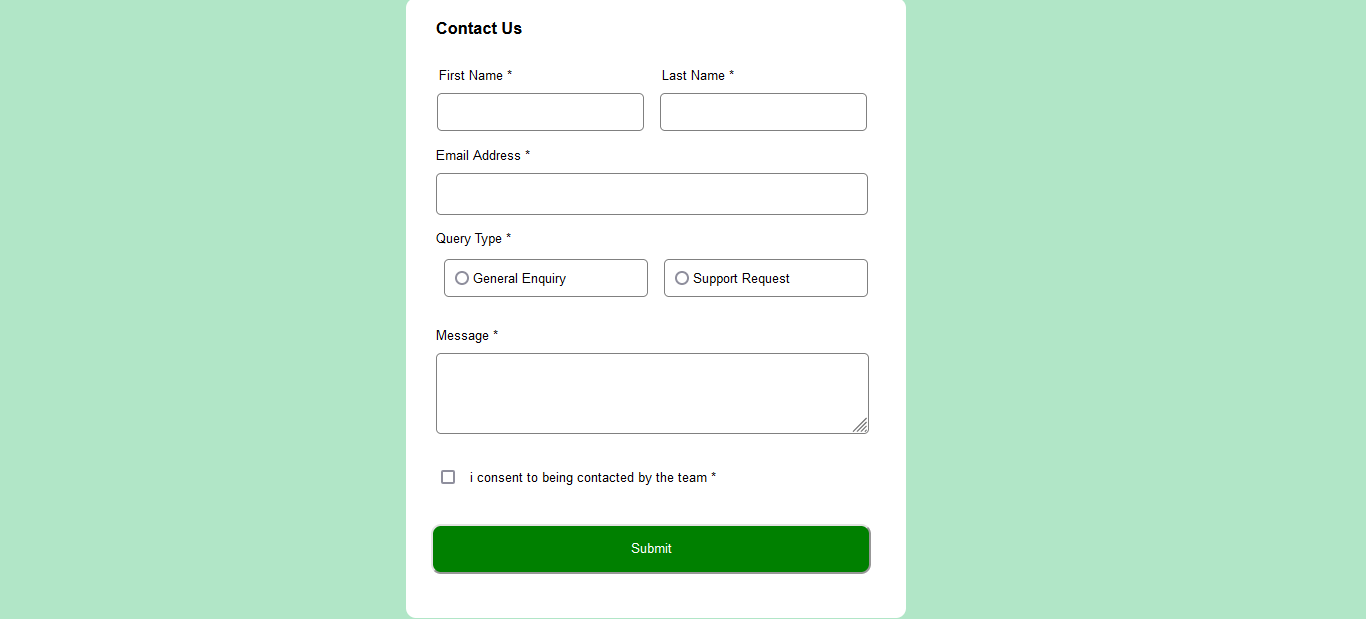 Contact Us
First Name * Last Name *
Email Address *
Query Type *
General Enquiry Support Request
Message *
i consent to being contacted by the team *
Submit